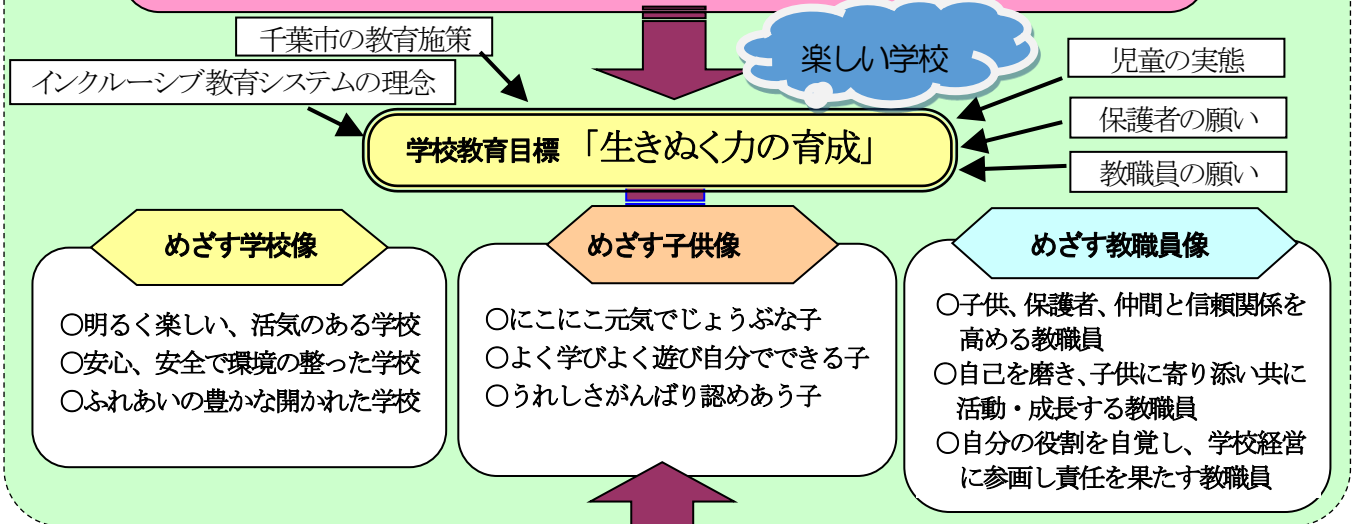 千葉市の教育施策
楽しい学校
児童の実態
インクルーシブ教育システムの理念
保護者の願い
学校教育目標 「生きぬく力の育成」
教職員の願い
めざす学校像
〇明るく楽しい、活気のある学校
〇安心、安全で環境の整った学校
〇ふれあいの豊かな開かれた学校
めざす子供像
〇にこにこ元気でじょうぶな子
〇よく学びよく遊び自分でできる子
〇うれしさがんばり認めあう子
めざす教職員像
〇子供、保護者、仲間と信頼関係を
高める教職員
〇自己を磨き、子供に寄り添い共に
活動・成長する教職員
〇自分の役割を自覚し、学校経営
に参画し責任を果たす教職員